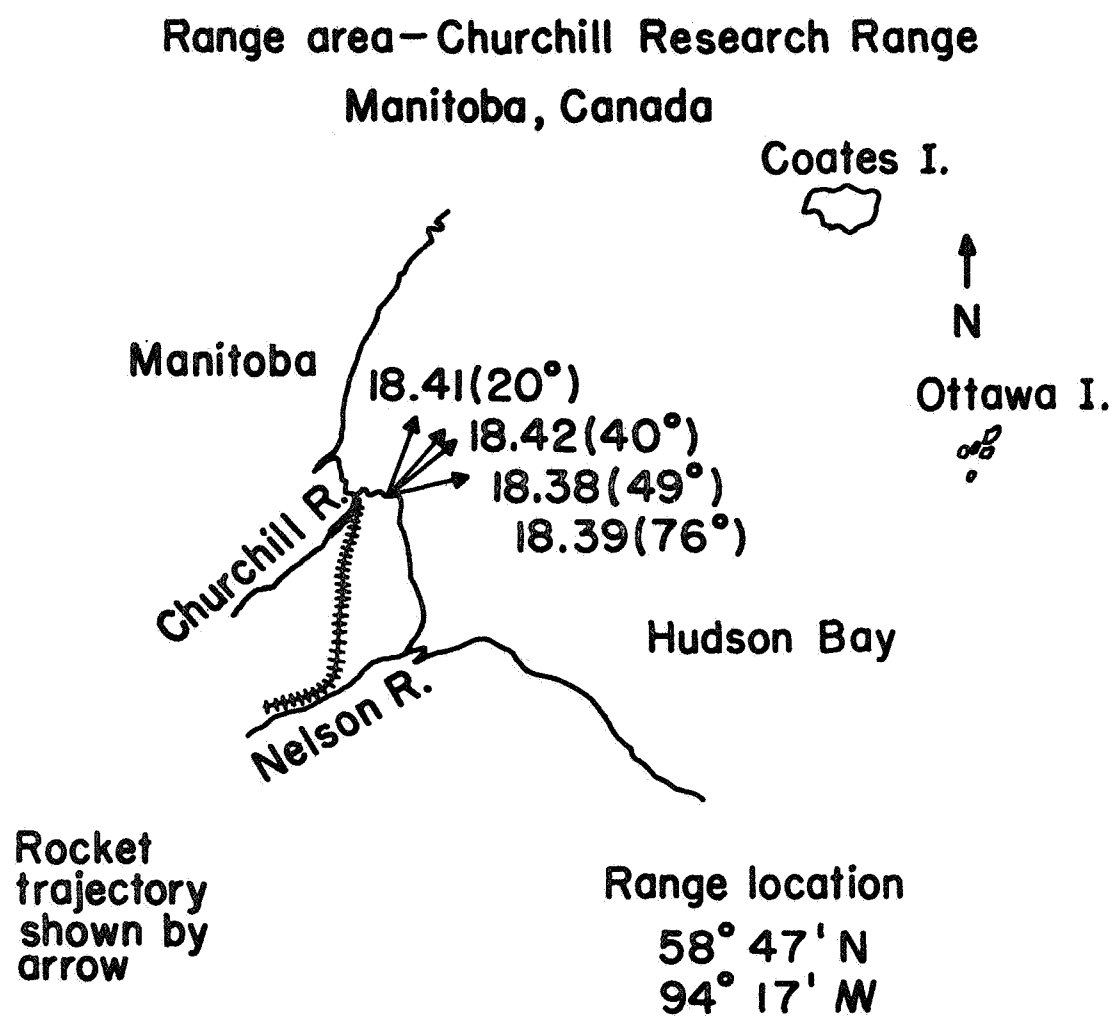 Range area—Churchill Research Range
Manitoba, Canada
Coates I.
N
Manitoba
Ottawa I.
18.41(20°)
18.42(40°)
18.38(49°)
18.39(76°)
Churchill R.
Hudson Bay
Nelson R.
Rocket
trajectory
shown by
arrow
Range location
58° 47' N
94° 17' W